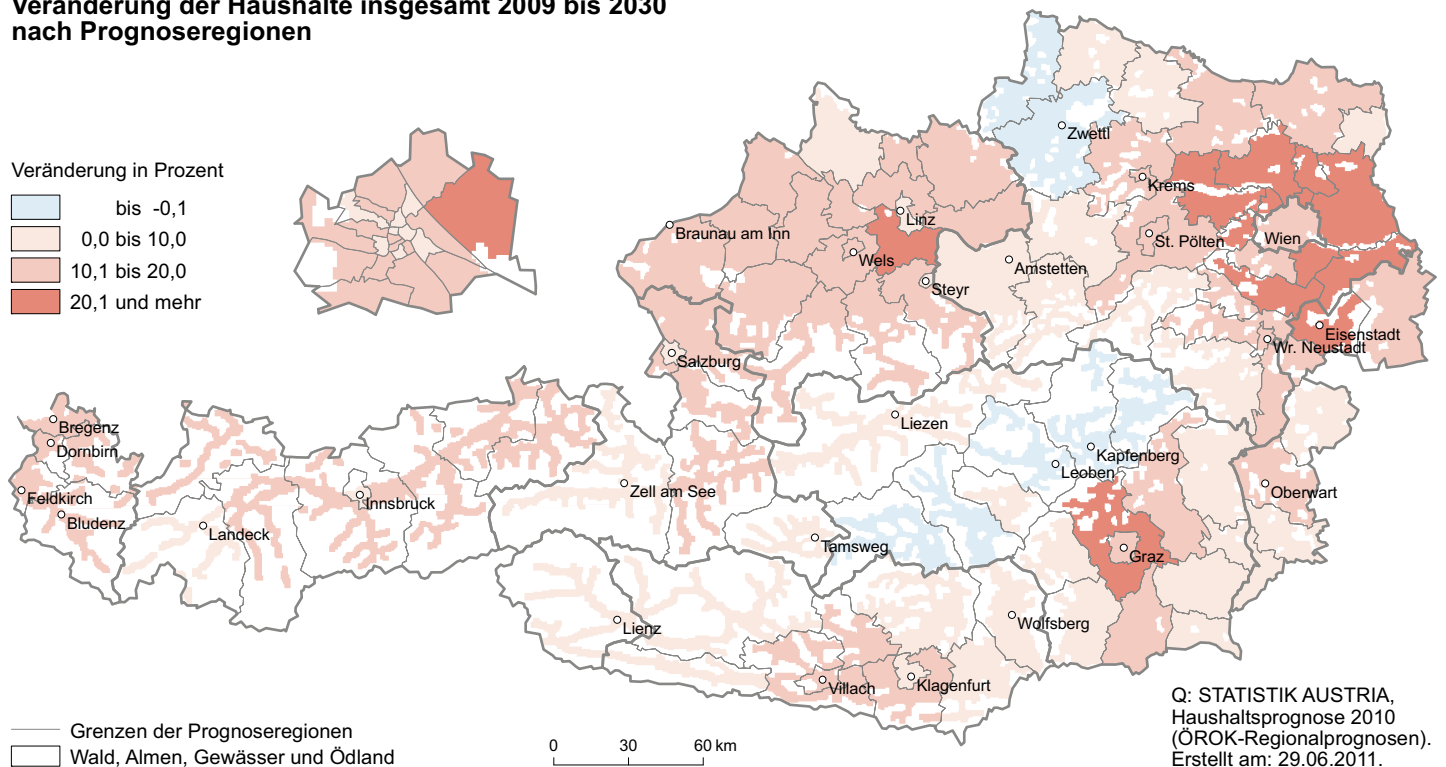 Veränderung der Haushalte insgesamt 2009 bis 2030
nach Prognoseregionen
Veränderung in Prozent
bis -0,1
0,0 bis 10,0
10,1 bis 20,0
20,1 und mehr
Zwettl
Krems
Linz
Braunau am Inn
St. Pölten
Wien
Wels
Amstetten
Steyr
Eisenstadt
Wr. Neustadt
Salzburg
Bregenz
Liezen
Dornbirn
Kapfenberg
Leoben
Feldkirch
Zell am See
Oberwart
Innsbruck
Bludenz
Landeck
Tamsweg
Graz
Lienz
Wolfsberg
Villach
Klagenfurt
Grenzen der Prognoseregionen
Wald, Almen, Gewässer und Ödland
0 30 60 km
Q: STATISTIK AUSTRIA,
Haushaltsprognose 2010
(ÖROK-Regionalprognosen).
Erstellt am: 29.06.2011.